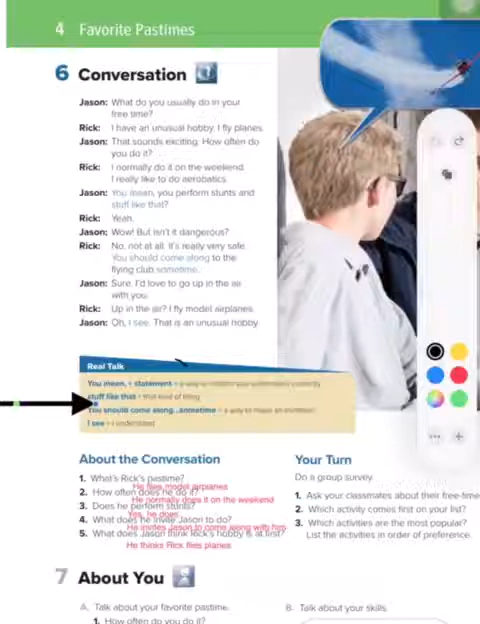 4 Favorite Pastimes
6 Conversation
Jason: What do you usually do in your
free time?
Rick: I have an unusual hobby. I fly planes.
Jason: That sounds exciting. How often do
you do it?
Rick: I normally do it on the weekend.
I really like to do aerobatics.
Jason: You mean, you perform stunts and
stuff like that?
Rick: Yeah.
Jason: Wow! But isn't it dangerous?
Rick: No, not at all. It's really very safe.
You should come along to the
flying club sometime.
Jason: Sure. I'd love to go up in the air
with you.
Rick: Up in the air? I fly model airplanes.
Jason: Oh, I see. That is an unusual hobby.
Real Talk
You mean, + statement = a way to
stuff like that = that kind of thing
You should come along...sometime = a way to make an invitation
I see = I understand
About the Conversation
1. What's Rick's pastime?
He flies model airplanes
2. How often does he do it?
He normally does it on the weekend
3. Does he perform stunts?
Yes, he does
4. What does he invite Jason to do?
He invites Jason to come along with him
5. What does Jason think Rick's hobby is at first?
He thinks Rick flies planes
Your Turn
Do a group survey.
1. Ask your classmates about their free-time
2. Which activity comes first on your list?
3. Which activities are the most popular?
List the activities in order of preference.
7 About You
A. Talk about your favorite pastime.
1. How often do you do it?
B. Talk about your skills.